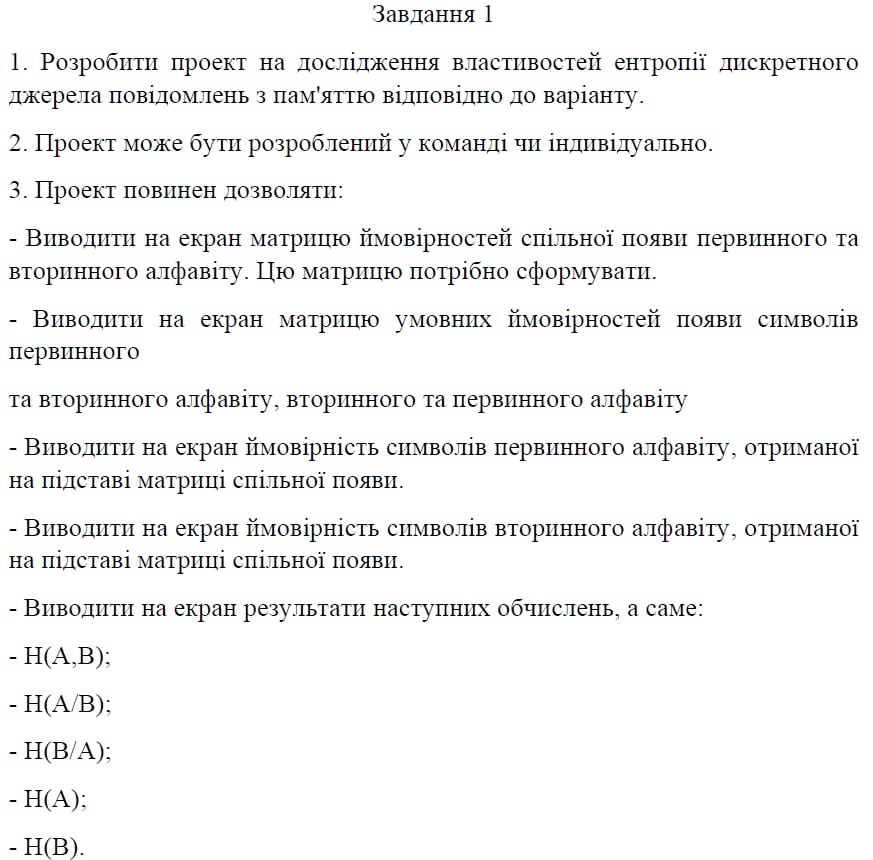 Завдання 1
1. Розробити проект на дослідження властивостей ентропії дискретного
джерела повідомлень з пам'яттю відповідно до варіанту.
2. Проект може бути розроблений у команді чи індивідуально.
3. Проект повинен дозволяти:
- Виводити на екран матрицю ймовірностей спільної появи первинного та
вторинного алфавіту. Цю матрицю потрібно сформувати.
- Виводити на екран матрицю умовних ймовірностей появи символів
первинного
та вторинного алфавіту, вторинного та первинного алфавіту
- Виводити на екран ймовірність символів первинного алфавіту, отриманої
на підставі матриці спільної появи.
- Виводити на екран ймовірність символів вторинного алфавіту, отриманої
на підставі матриці спільної появи.
- Виводити на екран результати наступних обчислень, а саме:
- H(A,B);
- H(A/B);
- H(B/A);
- H(A);
- H(B).